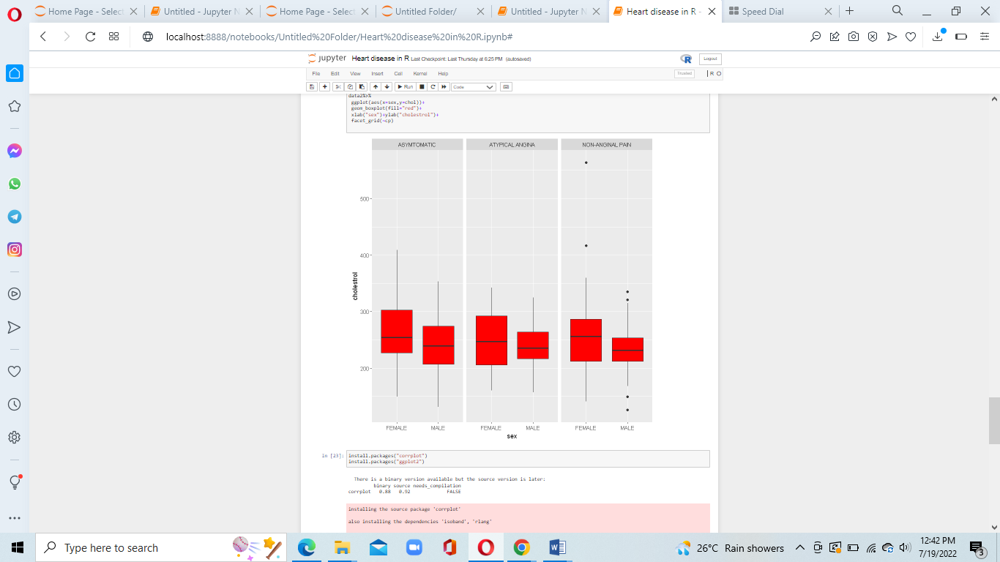 Home Page - Selec
Untitled - Jupyter N
Home Page - Selec
Untitled Folder/
Untitled - Jupyter N
Heart disease in R -
Speed Dial
localhost:8888/notebooks/Untitled%20Folder/Heart%20disease%20in%20R.ipynb#
jupyter Heart disease in R Last Checkpoint: Last Thursday at 6:25 PM (autosaved)
Logout
File Edit View Insert Cell Kernel Help
Trusted
R
Run
Code
data2%>%
ggplot(aes(x=sex,y=chol))+
geom_boxplot(fill="red")+
xlab("sex")+ylab("cholestrol")+
facet_grid(~cp)
ASYMTOMATIC
ATYPICAL ANGINA
NON-ANGINAL PAIN
500
400
300
200
cholestrol
FEMALE MALE FEMALE MALE FEMALE MALE
sex
In [23]:
install.packages("corrplot")
install.packages("ggplot2")
There is a binary version available but the source version is later:
binary source needs_compilation
corrplot 0.88 0.92 FALSE
installing the source package 'corrplot'
also installing the dependencies 'isoband', 'rlang'
Type here to search
26°C Rain showers
12:42 PM
7/19/2022
3